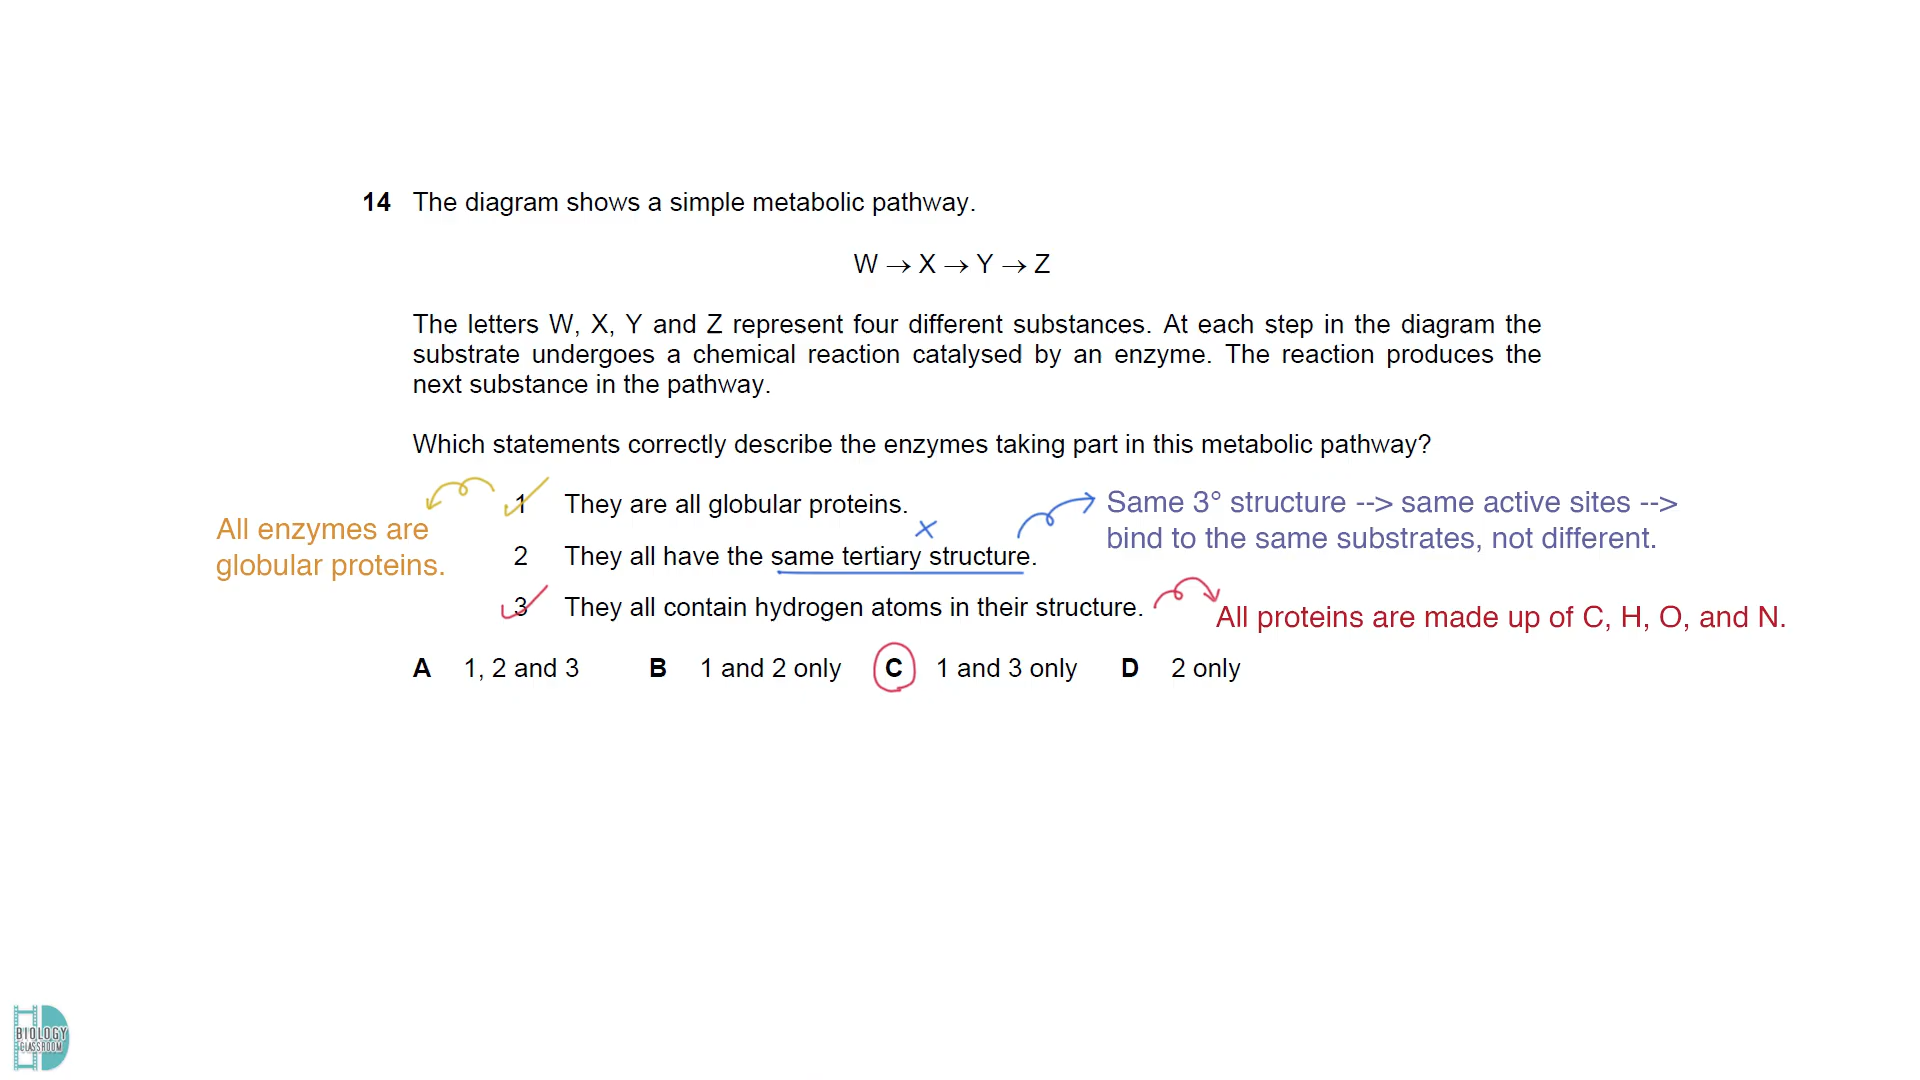 14 The diagram shows a simple metabolic pathway.
W → X → Y → Z
The letters W, X, Y and Z represent four different substances. At each step in the diagram the
substrate undergoes a chemical reaction catalysed by an enzyme. The reaction produces the
next substance in the pathway.
Which statements correctly describe the enzymes taking part in this metabolic pathway?
All enzymes are
globular proteins.
1 They are all globular proteins.
2 They all have the same tertiary structure.
3 They all contain hydrogen atoms in their structure.
Same 3° structure --> same active sites -->
bind to the same substrates, not different.
All proteins are made up of C, H, O, and N.
A 1, 2 and 3 B 1 and 2 only C 1 and 3 only D 2 only
BIOLOGY
CLASSROOM